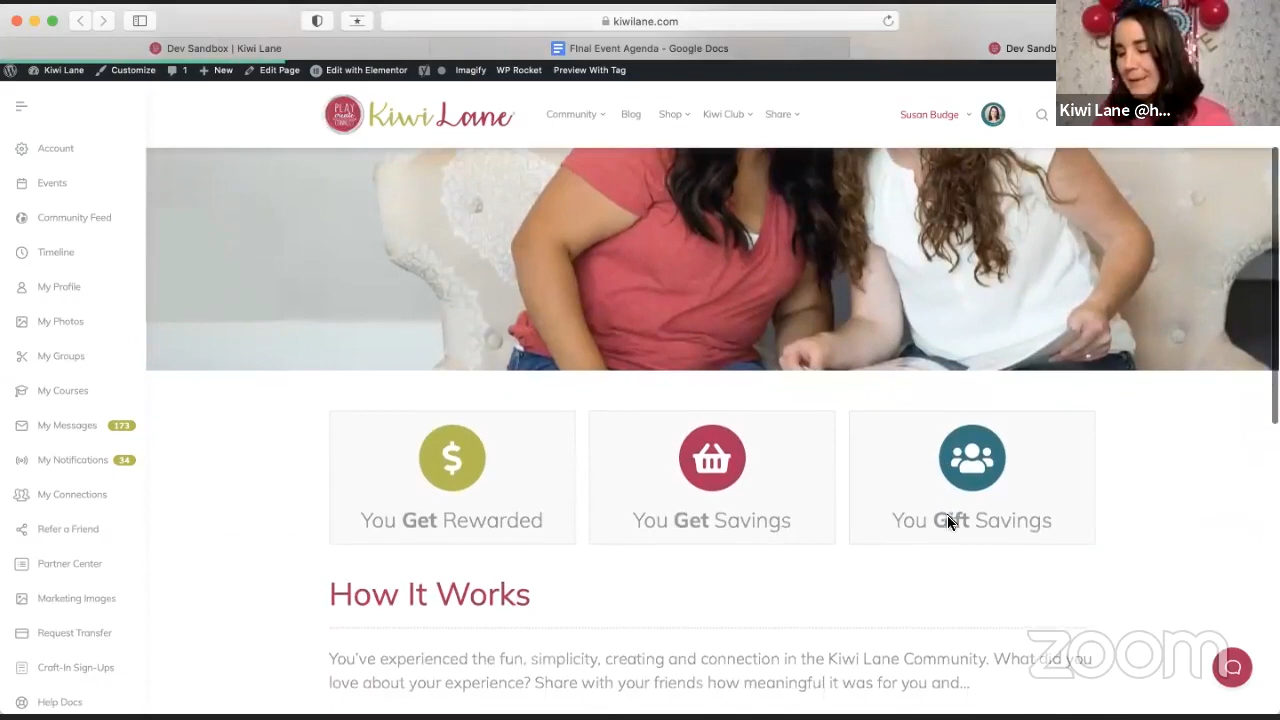 kiwilane.com
Dev Sandbox | Kiwi Lane
FInal Event Agenda - Google Docs
Dev Sandb
Kiwi Lane
Customize
1
New
Edit Page
Edit with Elementor
Imagify
WP Rocket
Preview With Tag
Kiwi Lane @h...
PLAY create CONNECT
Kiwi Lane
Community
Blog
Shop
Kiwi Club
Share
Susan Budge
Account
Events
Community Feed
Timeline
My Profile
My Photos
My Groups
My Courses
My Messages 173
My Notifications 34
My Connections
Refer a Friend
Partner Center
Marketing Images
Request Transfer
Craft-In Sign-Ups
Help Docs
$
You Get Rewarded
You Get Savings
You Gift Savings
How It Works
You've experienced the fun, simplicity, creating and connection in the Kiwi Lane Community. What did you
love about your experience? Share with your friends how meaningful it was for you and...
zoom